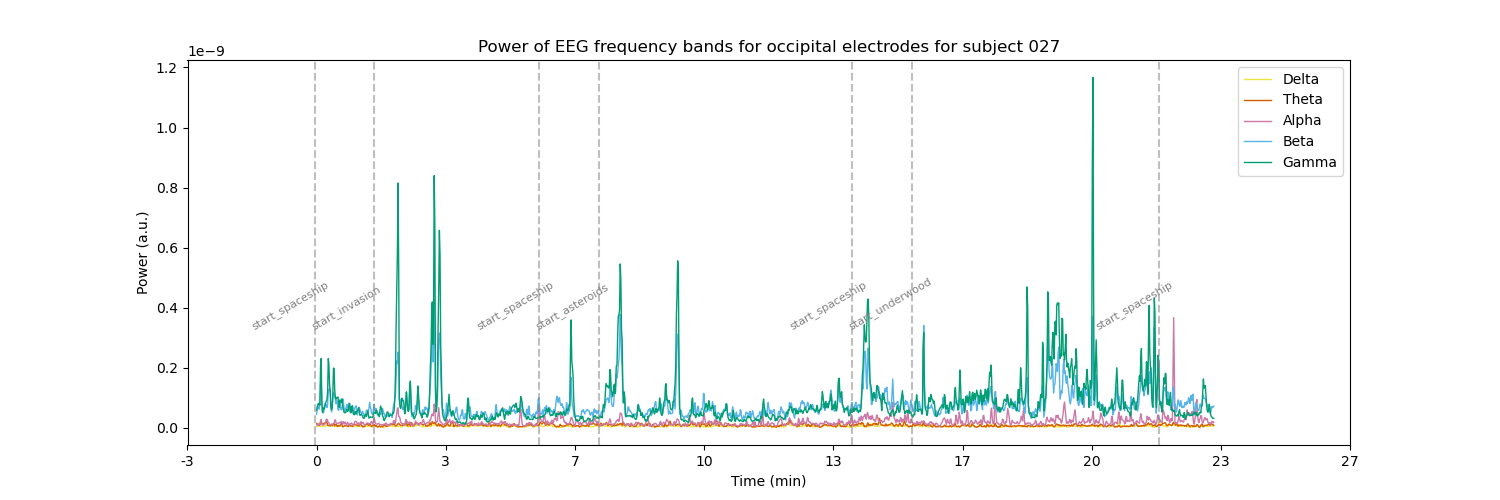 Power of EEG frequency bands for occipital electrodes for subject 027
1e−9
1.2
1.0
0.8
0.6
0.4
0.2
0.0
Power (a.u.)
start_spaceship
start_invasion
start_spaceship
start_asteroids
start_spaceship
start_underwood
start_spaceship
Delta
Theta
Alpha
Beta
Gamma
-3 0 3 7 10 13 17 20 23 27
Time (min)